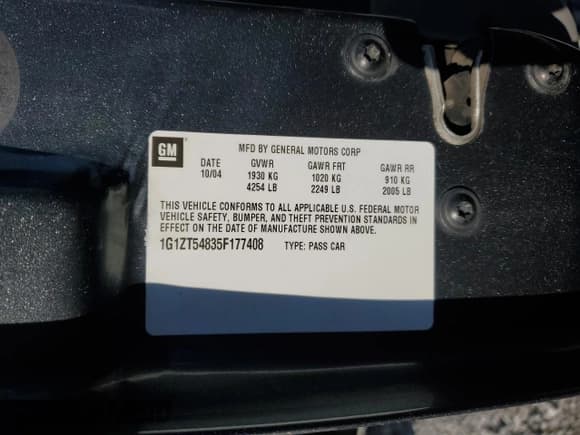 GM MFD BY GENERAL MOTORS CORP
DATE GVWR GAWR FRT GAWR RR
10/04 1930 KG 1020 KG 910 KG
4254 LB 2249 LB 2005 LB
THIS VEHICLE CONFORMS TO ALL APPLICABLE U.S. FEDERAL MOTOR
VEHICLE SAFETY, BUMPER, AND THEFT PREVENTION STANDARDS IN
EFFECT ON THE DATE OF MANUFACTURE SHOWN ABOVE.
1G1ZT54835F177408 TYPE: PASS CAR